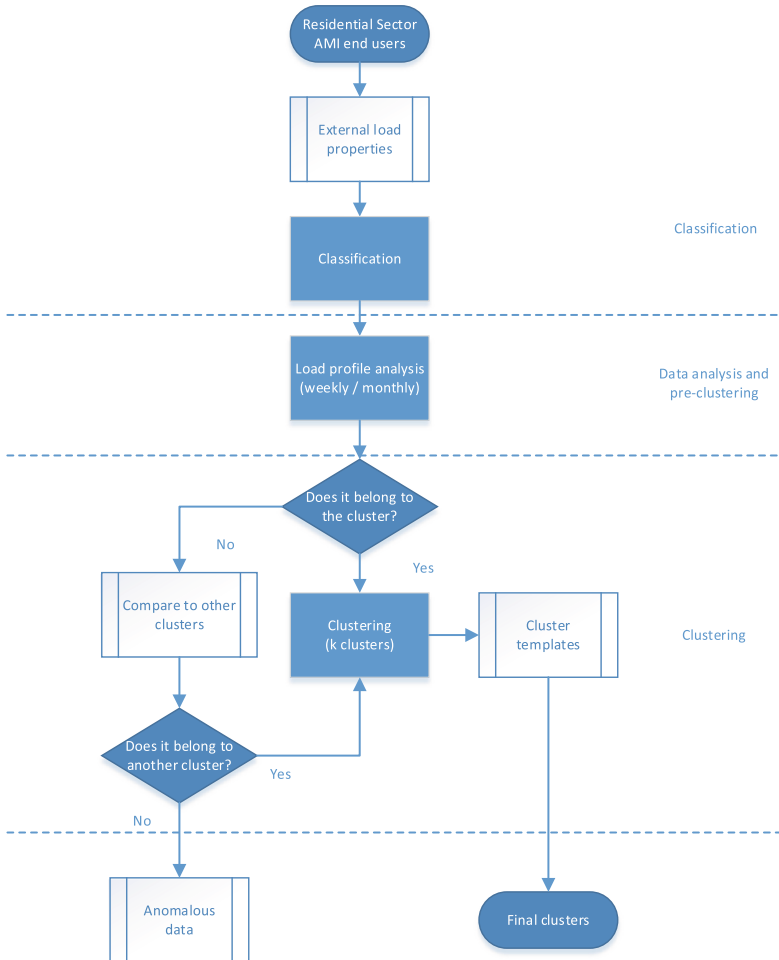 Residential Sector
AMI end users
External load
properties
Classification
Classification
Load profile analysis
(weekly / monthly)
Data analysis and
pre-clustering
Does it belong to
the cluster?
No
Yes
Compare to other
clusters
Clustering
(k clusters)
Cluster
templates
Clustering
Does it belong to
another cluster?
Yes
No
Anomalous
data
Final clusters